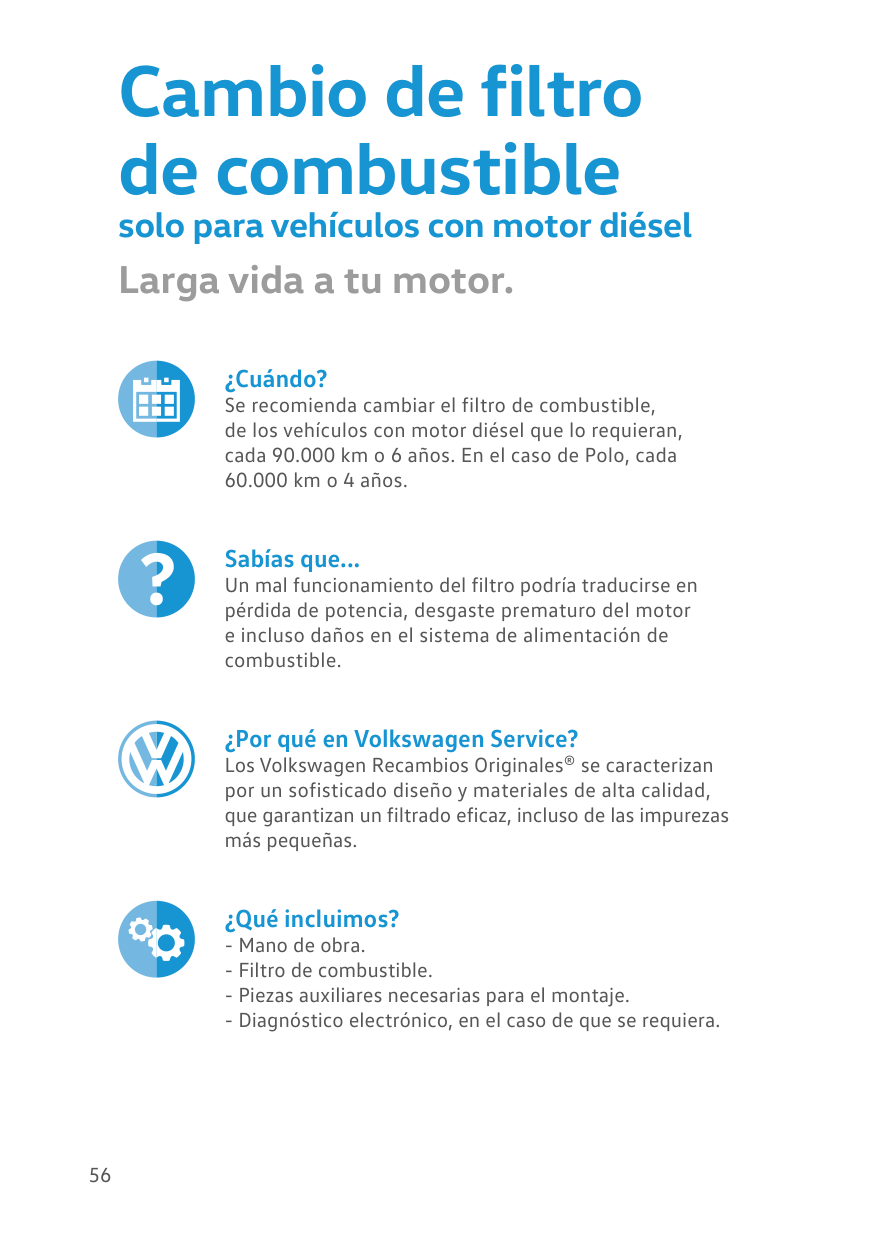 Cambio de filtro
de combustible
solo para vehículos con motor diésel
Larga vida a tu motor.
¿Cuándo?
Se recomienda cambiar el filtro de combustible,
de los vehículos con motor diésel que lo requieran,
cada 90.000 km o 6 años. En el caso de Polo, cada
60.000 km o 4 años.
?
Sabías que...
Un mal funcionamiento del filtro podría traducirse en
pérdida de potencia, desgaste prematuro del motor
e incluso daños en el sistema de alimentación de
combustible.
¿Por qué en Volkswagen Service?
Los Volkswagen Recambios Originales® se caracterizan
por un sofisticado diseño y materiales de alta calidad,
que garantizan un filtrado eficaz, incluso de las impurezas
más pequeñas.
¿Qué incluimos?
- Mano de obra.
- Filtro de combustible.
- Piezas auxiliares necesarias para el montaje.
- Diagnóstico electrónico, en el caso de que se requiera.
56